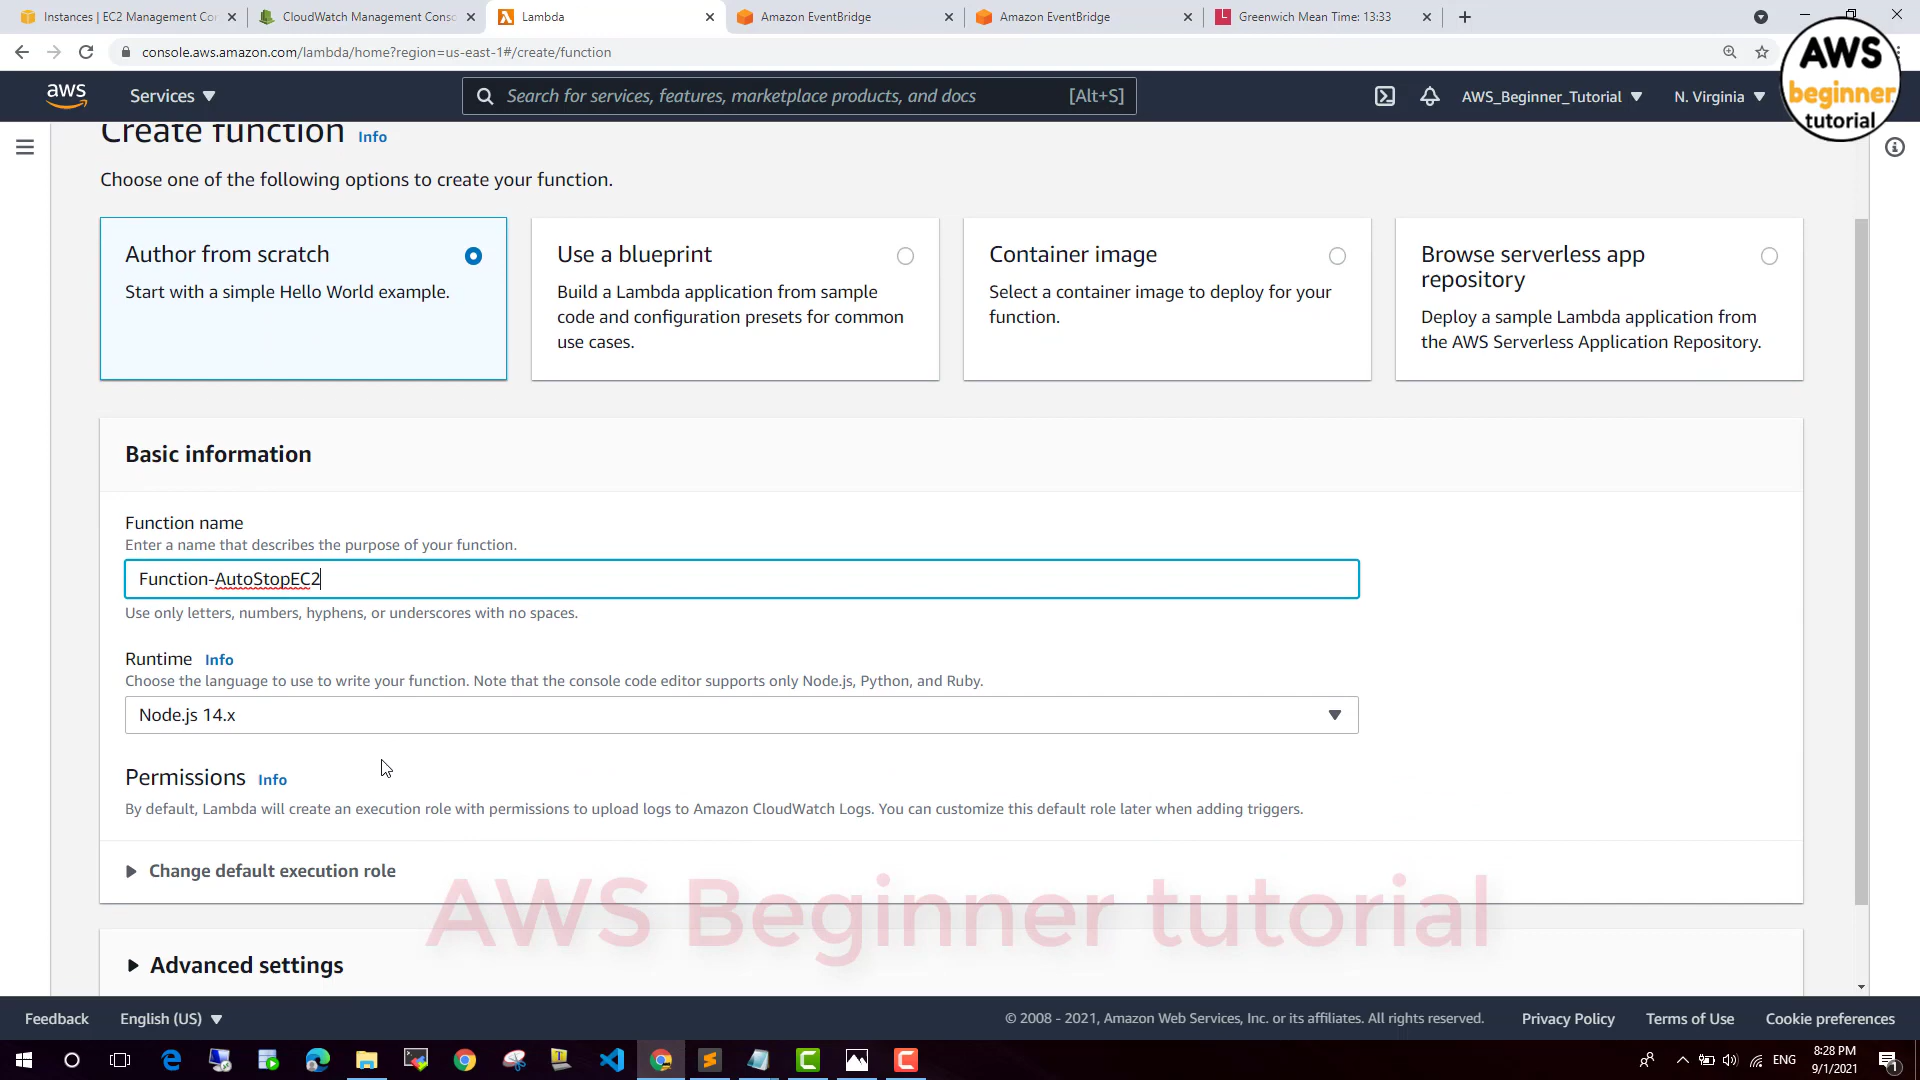 Instances | EC2 Management Con
CloudWatch Management Conso
Lambda
Amazon EventBridge
Amazon EventBridge
Greenwich Mean Time: 13:33
console.aws.amazon.com/lambda/home?region=us-east-1#/create/function
aws
Services
Search for services, features, marketplace products, and docs
[Alt+S]
AWS_Beginner_Tutorial
N. Virginia
AWS
beginner
tutorial
Create function Info
Choose one of the following options to create your function.
Author from scratch
Start with a simple Hello World example.
Use a blueprint
Build a Lambda application from sample
code and configuration presets for common
use cases.
Container image
Select a container image to deploy for your
function.
Browse serverless app
repository
Deploy a sample Lambda application from
the AWS Serverless Application Repository.
Basic information
Function name
Enter a name that describes the purpose of your function.
Function-AutoStopEC2
Use only letters, numbers, hyphens, or underscores with no spaces.
Runtime Info
Choose the language to use to write your function. Note that the console code editor supports only Node.js, Python, and Ruby.
Node.js 14.x
Permissions Info
By default, Lambda will create an execution role with permissions to upload logs to Amazon CloudWatch Logs. You can customize this default role later when adding triggers.
Change default execution role
AWS Beginner tutorial
Advanced settings
Feedback
English (US)
© 2008 - 2021, Amazon Web Services, Inc. or its affiliates. All rights reserved.
Privacy Policy
Terms of Use
Cookie preferences
ENG
8:28 PM
9/1/2021
1